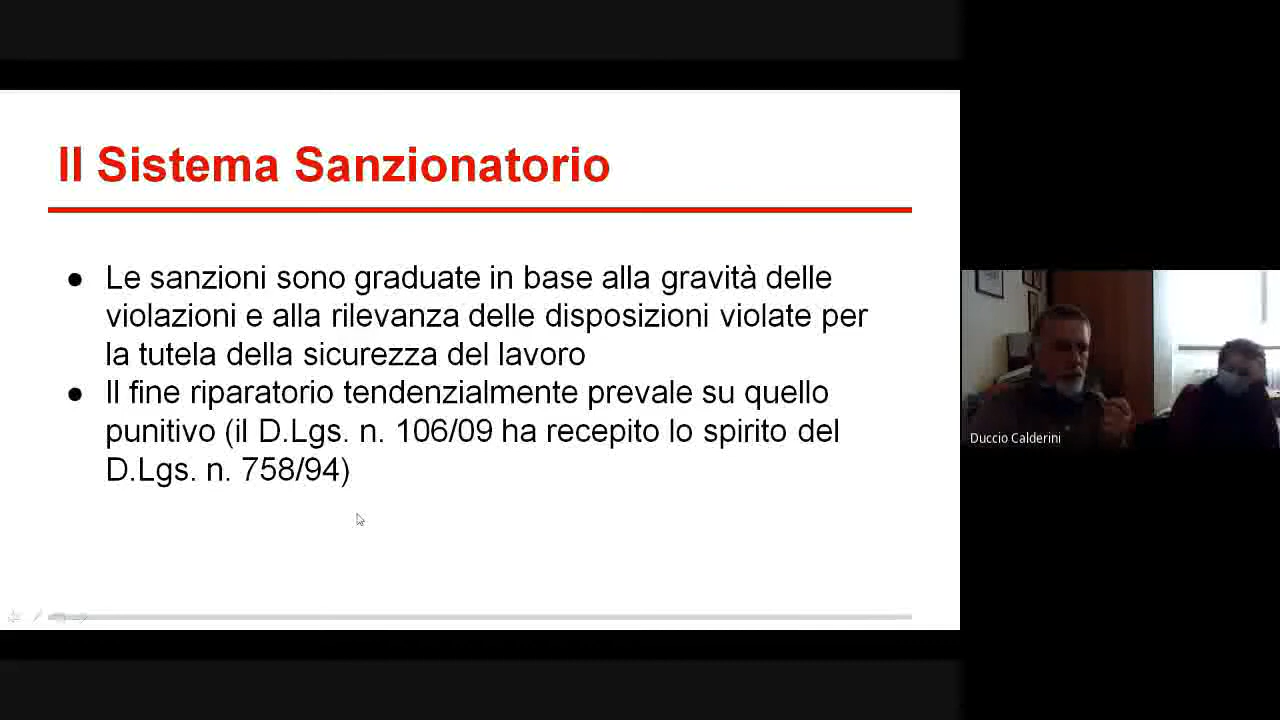 Il Sistema Sanzionatorio
● Le sanzioni sono graduate in base alla gravità delle
violazioni e alla rilevanza delle disposizioni violate per
la tutela della sicurezza del lavoro
● Il fine riparatorio tendenzialmente prevale su quello
punitivo (il D.Lgs. n. 106/09 ha recepito lo spirito del
D.Lgs. n. 758/94)
Duccio Calderini